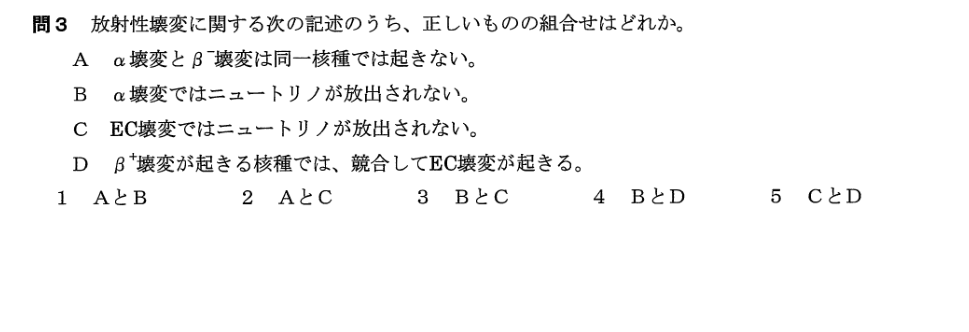 問3 放射性壊変に関する次の記述のうち、正しいものの組合せはどれか。
A α壊変とβ⁻壊変は同一核種では起きない。
B α壊変ではニュートリノが放出されない。
C EC壊変ではニュートリノが放出されない。
D β⁺壊変が起きる核種では、競合してEC壊変が起きる。
1 AとB 2 AとC 3 BとC 4 BとD 5 CとD